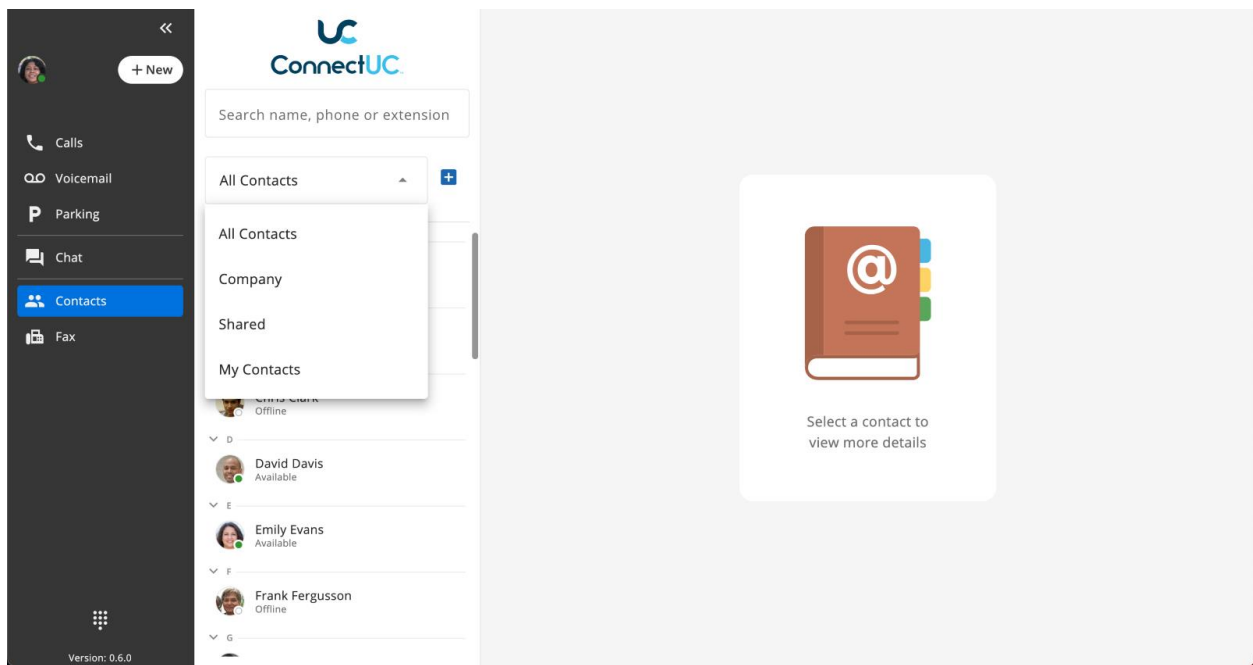 + New
Calls
Voicemail
P Parking
Chat
Contacts
Fax
Version: 0.6.0
UC
ConnectUC
Search name, phone or extension
All Contacts
All Contacts
Company
Shared
My Contacts
Chris Clark
Offline
D
David Davis
Available
E
Emily Evans
Available
F
Frank Fergusson
Offline
G
@
Select a contact to
view more details